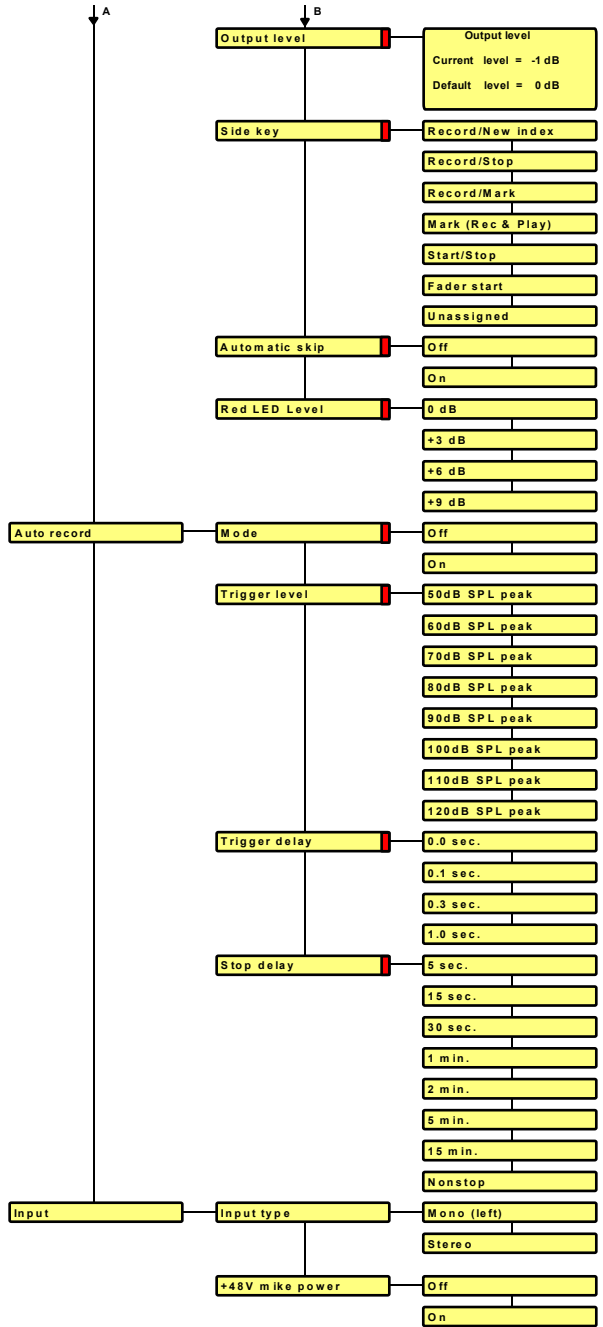 A B
Output level
Output level
Current level = -1 dB
Default level = 0 dB
Side key
Record/New index
Record/Stop
Record/Mark
Mark (Rec & Play)
Start/Stop
Fader start
Unassigned
Automatic skip
Off
On
Red LED Level
0 dB
+3 dB
+6 dB
+9 dB
Auto record
Mode
Off
On
Trigger level
50dB SPL peak
60dB SPL peak
70dB SPL peak
80dB SPL peak
90dB SPL peak
100dB SPL peak
110dB SPL peak
120dB SPL peak
Trigger delay
0.0 sec.
0.1 sec.
0.3 sec.
1.0 sec.
Stop delay
5 sec.
15 sec.
30 sec.
1 min.
2 min.
5 min.
15 min.
Nonstop
Input
Input type
Mono (left)
Stereo
+48V mike power
Off
On